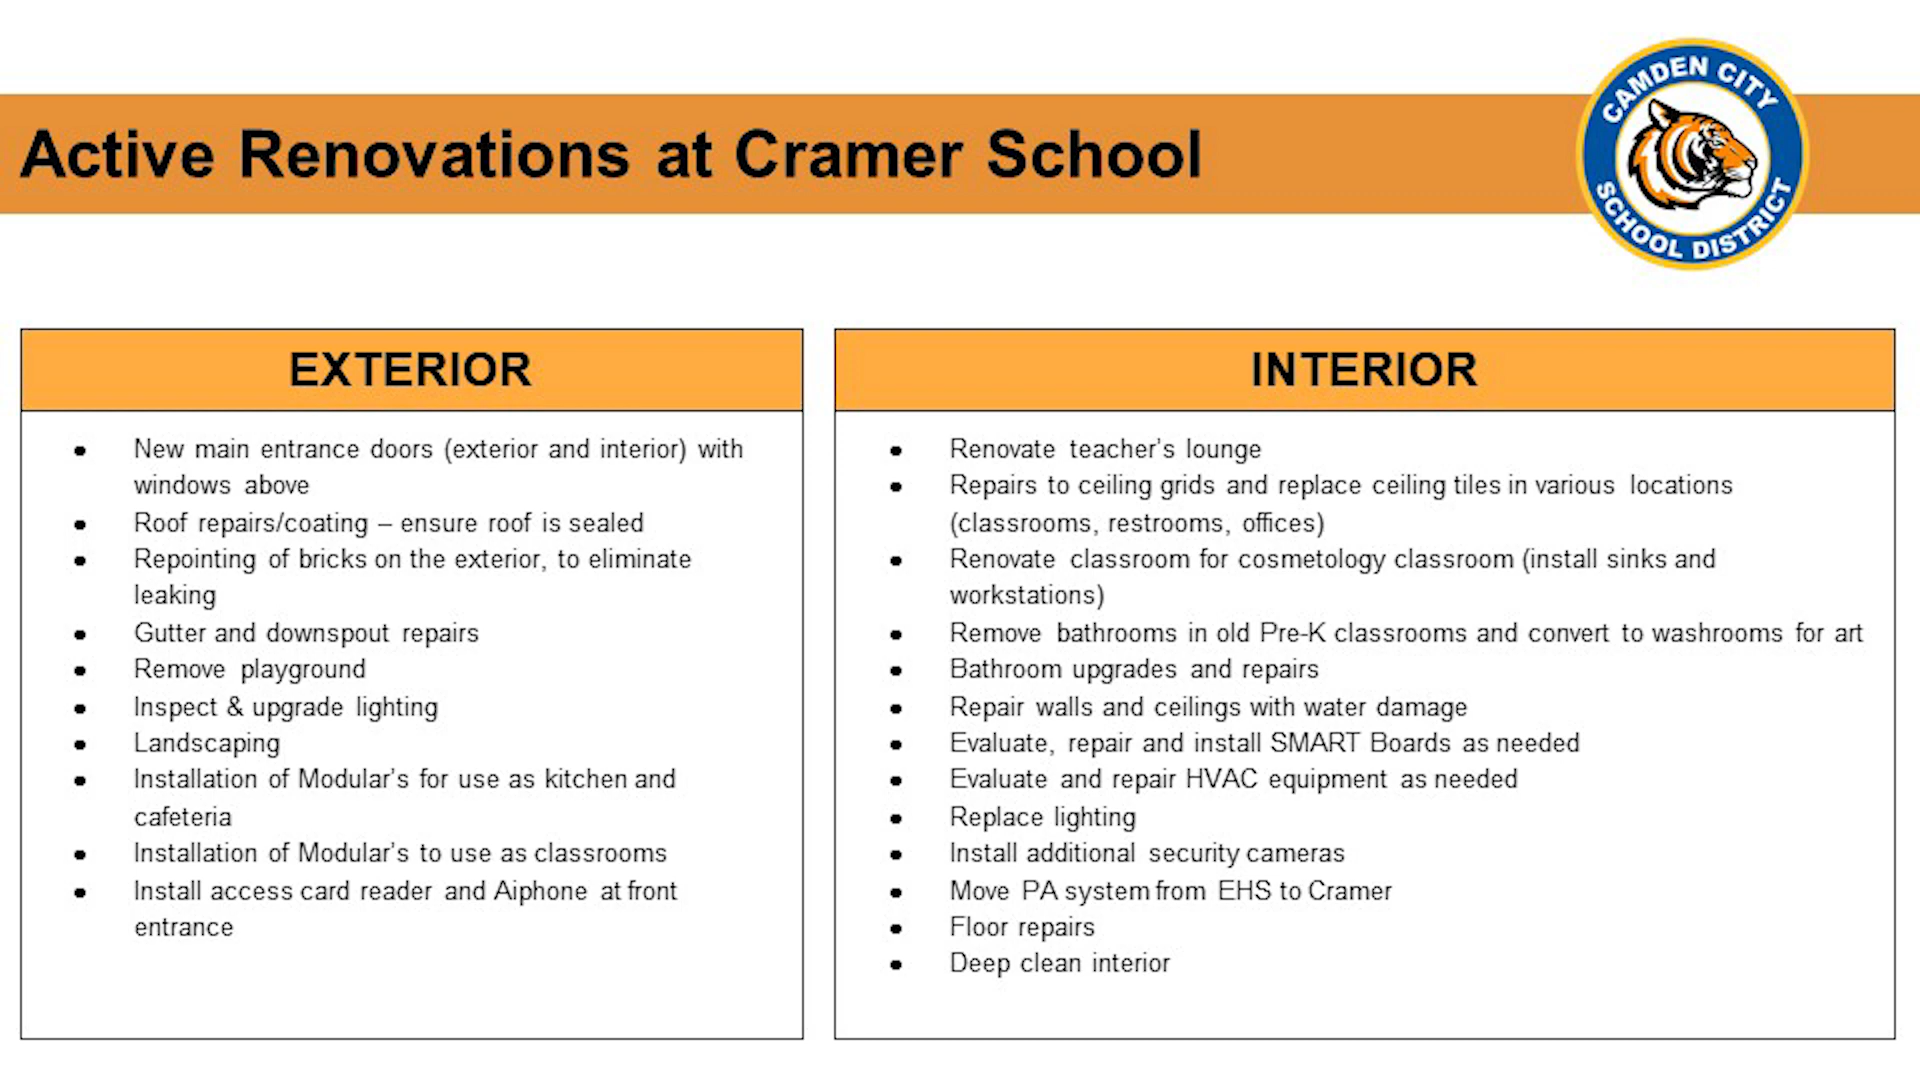 CAMDEN CITY
SCHOOL DISTRICT
Active Renovations at Cramer School
EXTERIOR
• New main entrance doors (exterior and interior) with
windows above
• Roof repairs/coating – ensure roof is sealed
• Repointing of bricks on the exterior, to eliminate
leaking
• Gutter and downspout repairs
• Remove playground
• Inspect & upgrade lighting
• Landscaping
• Installation of Modular's for use as kitchen and
cafeteria
• Installation of Modular's to use as classrooms
• Install access card reader and Aiphone at front
entrance
INTERIOR
• Renovate teacher's lounge
• Repairs to ceiling grids and replace ceiling tiles in various locations
(classrooms, restrooms, offices)
• Renovate classroom for cosmetology classroom (install sinks and
workstations)
• Remove bathrooms in old Pre-K classrooms and convert to washrooms for art
• Bathroom upgrades and repairs
• Repair walls and ceilings with water damage
• Evaluate, repair and install SMART Boards as needed
• Evaluate and repair HVAC equipment as needed
• Replace lighting
• Install additional security cameras
• Move PA system from EHS to Cramer
• Floor repairs
• Deep clean interior